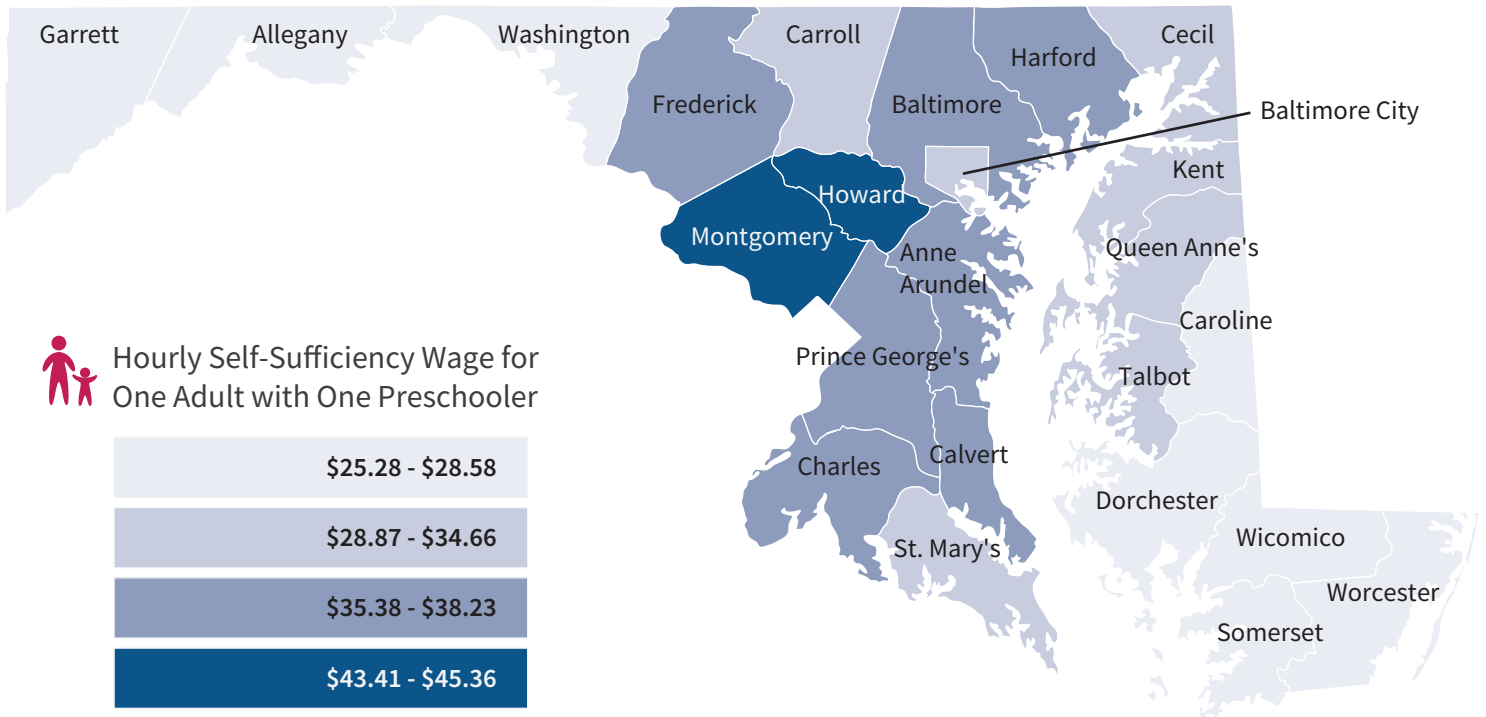 Garrett
Allegany
Washington
Carroll
Cecil
Harford
Frederick
Baltimore
Baltimore City
Kent
Howard
Montgomery
Queen Anne's
Anne
Arundel
Caroline
Prince George's
Talbot
Calvert
Charles
Dorchester
Wicomico
St. Mary's
Worcester
Somerset
Hourly Self-Sufficiency Wage for
One Adult with One Preschooler
$25.28 - $28.58
$28.87 - $34.66
$35.38 - $38.23
$43.41 - $45.36